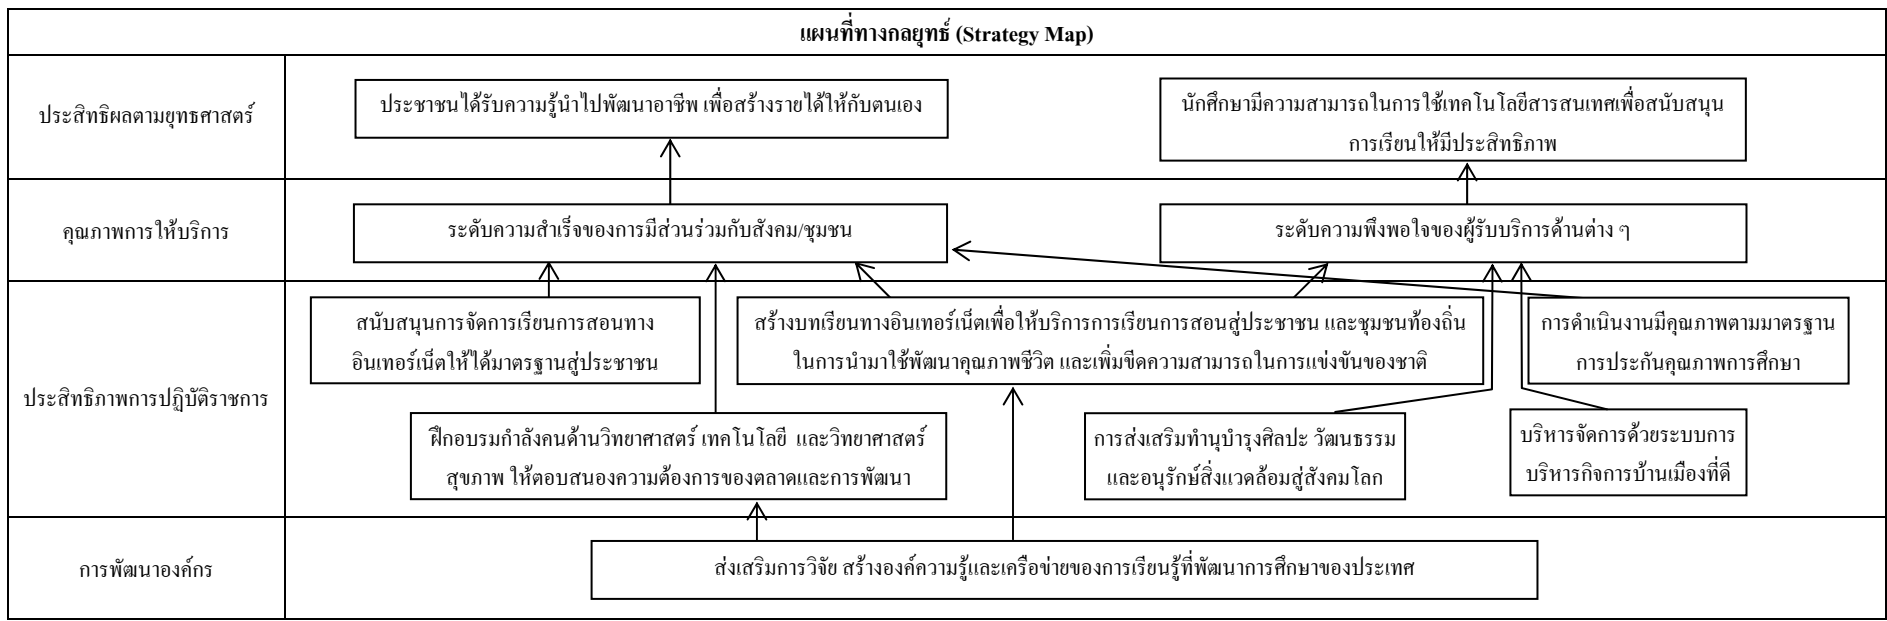 แผนที่ทางกลยุทธ์ (Strategy Map)
ประสิทธิผลตามยุทธศาสตร์
ประชาชนได้รับความรู้นำไปพัฒนาอาชีพ เพื่อสร้างรายได้ให้กับตนเอง
นักศึกษามีความสามารถในการใช้เทคโนโลยีสารสนเทศเพื่อสนับสนุน
การเรียนให้มีประสิทธิภาพ
คุณภาพการให้บริการ
ระดับความสำเร็จของการมีส่วนร่วมกับสังคม/ชุมชน
ระดับความพึงพอใจของผู้รับบริการด้านต่าง ๆ
ประสิทธิภาพการปฏิบัติราชการ
สนับสนุนการจัดการเรียนการสอนทาง
อินเทอร์เน็ตให้ได้มาตรฐานสู่ประชาชน
สร้างบทเรียนทางอินเทอร์เน็ตเพื่อให้บริการการเรียนการสอนสู่ประชาชน และชุมชนท้องถิ่น
ในการนำมาใช้พัฒนาคุณภาพชีวิต และเพิ่มขีดความสามารถในการแข่งขันของชาติ
การดำเนินงานมีคุณภาพตามมาตรฐาน
การประกันคุณภาพการศึกษา
ฝึกอบรมกำลังคนด้านวิทยาศาสตร์ เทคโนโลยี และวิทยาศาสตร์
สุขภาพ ให้ตอบสนองความต้องการของตลาดและการพัฒนา
การส่งเสริมทำนุบำรุงศิลปะ วัฒนธรรม
และอนุรักษ์สิ่งแวดล้อมสู่สังคมโลก
บริหารจัดการด้วยระบบการ
บริหารกิจการบ้านเมืองที่ดี
การพัฒนาองค์กร
ส่งเสริมการวิจัย สร้างองค์ความรู้และเครือข่ายของการเรียนรู้ที่พัฒนาการศึกษาของประเทศ